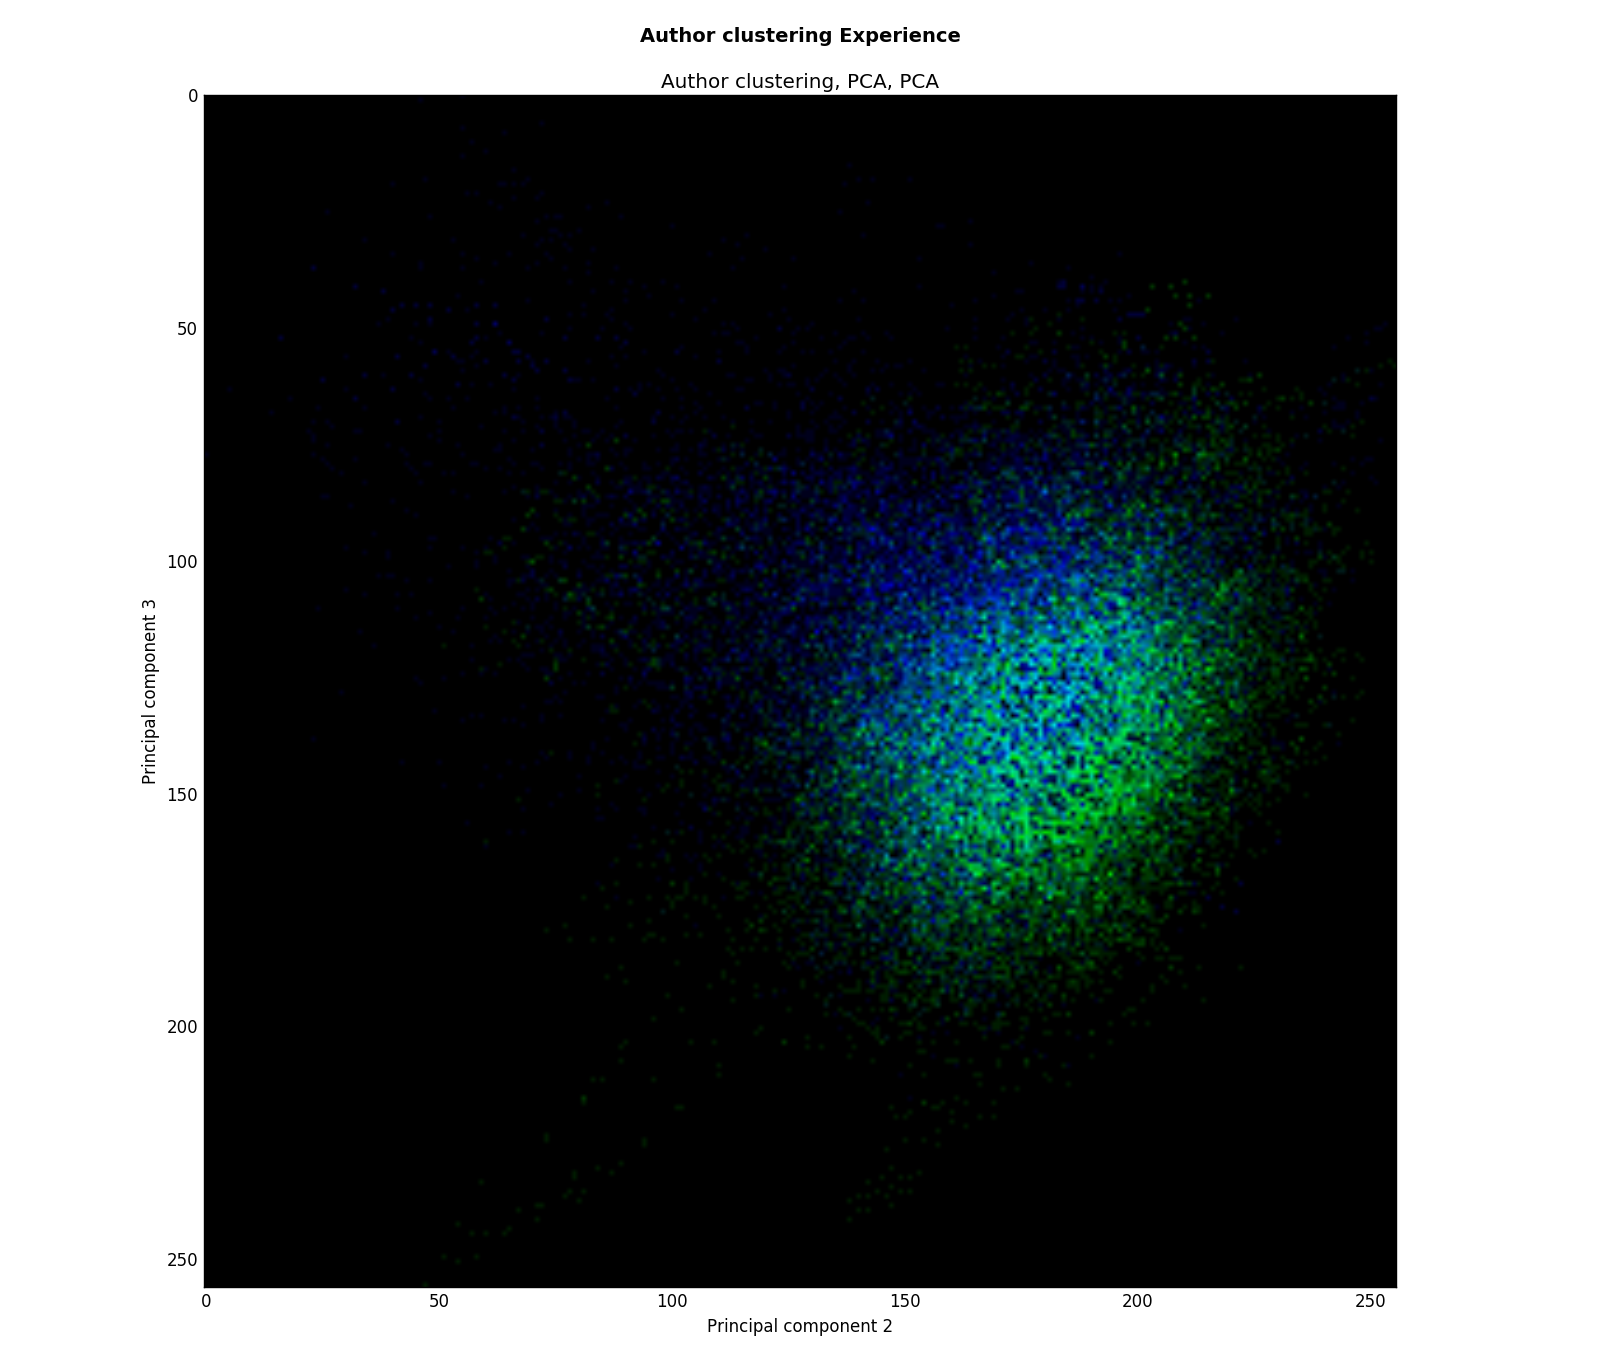 Author clustering Experience
Author clustering, PCA, PCA
0
50
100
150
200
250
Principal component 3
0 50 100 150 200 250
Principal component 2